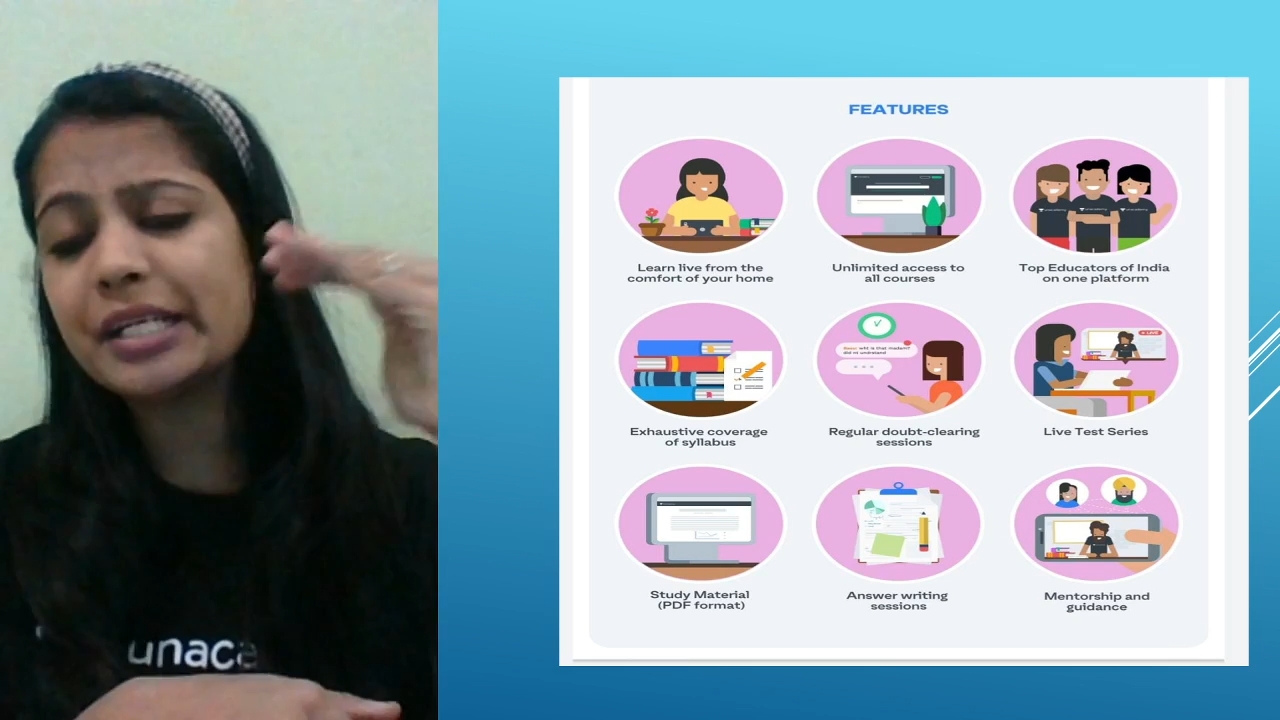 FEATURES
Learn live from the
comfort of your home
Unlimited access to
all courses
Top Educators of India
on one platform
Exhaustive coverage
of syllabus
Regular doubt-clearing
sessions
Live Test Series
Study Material
(PDF format)
Answer writing
sessions
Mentorship and
guidance
LIVE
unaca